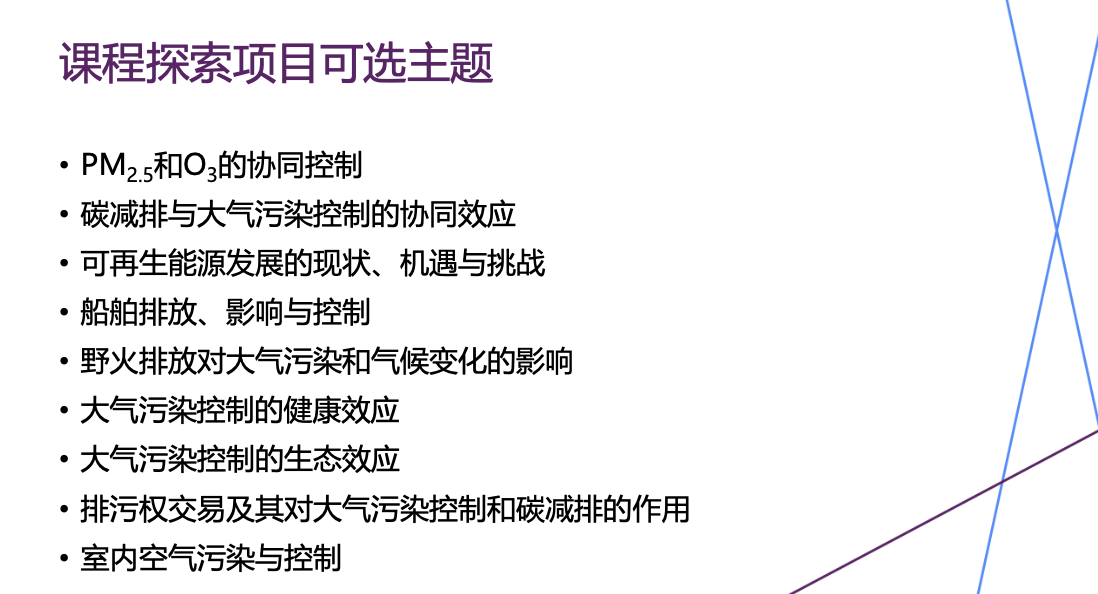 课程探索项目可选主题
• PM2.5和O3的协同控制
• 碳减排与大气污染控制的协同效应
• 可再生能源发展的现状、机遇与挑战
• 船舶排放、影响与控制
• 野火排放对大气污染和气候变化的影响
• 大气污染控制的健康效应
• 大气污染控制的生态效应
• 排污权交易及其对大气污染控制和碳减排的作用
• 室内空气污染与控制